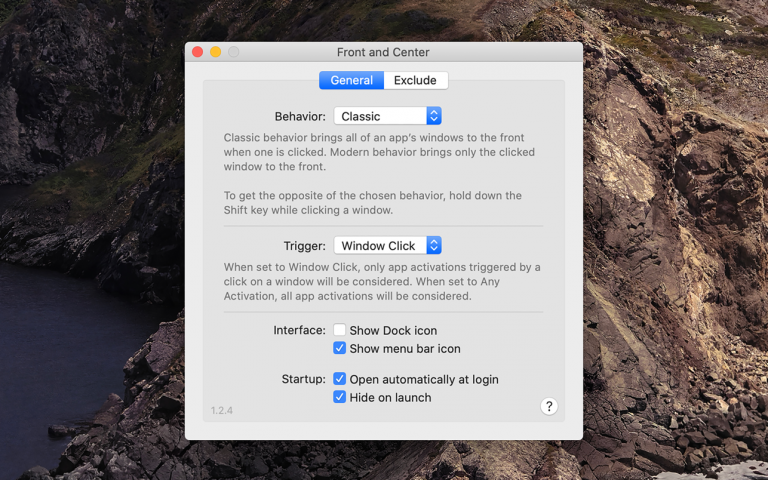 Front and Center
General Exclude
Behavior: Classic
Classic behavior brings all of an app's windows to the front
when one is clicked. Modern behavior brings only the clicked
window to the front.
To get the opposite of the chosen behavior, hold down the
Shift key while clicking a window.
Trigger: Window Click
When set to Window Click, only app activations triggered by a
click on a window will be considered. When set to Any
Activation, all app activations will be considered.
Interface: Show Dock icon
Show menu bar icon
Startup: Open automatically at login
Hide on launch
1.2.4 ?